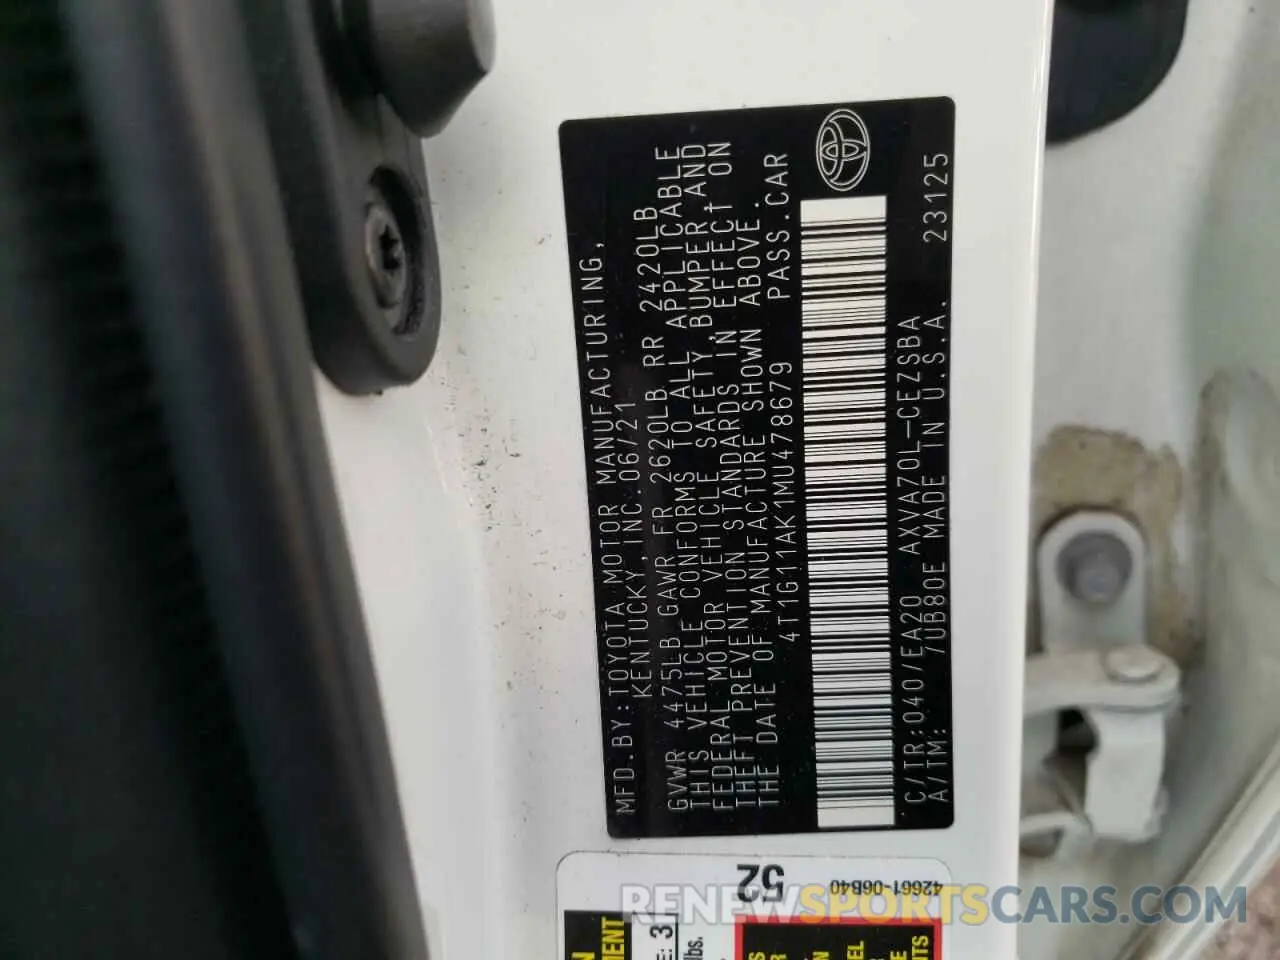 MFD.BY:TOYOTA MOTOR MANUFACTURING,
KENTUCKY,INC.06/21
GVWR 4475LB GAWR FR 2620LB RR 2420LB
THIS VEHICLE CONFORMS TO ALL APPLICABLE
FEDERAL MOTOR VEHICLE SAFETY,BUMPER,AND
THEFT PREVENTION STANDARDS IN EFFECT ON
THE DATE OF MANUFACTURE SHOWN ABOVE.
4T1G11AK1MU478679 PASS.CAR
C/TR:040/EA20 AXVA70L-CEZSBA
A/TM: /UB80E MADE IN U.S.A. 23125
52
42661-06B40
RENEWSPORTSCARS.COM